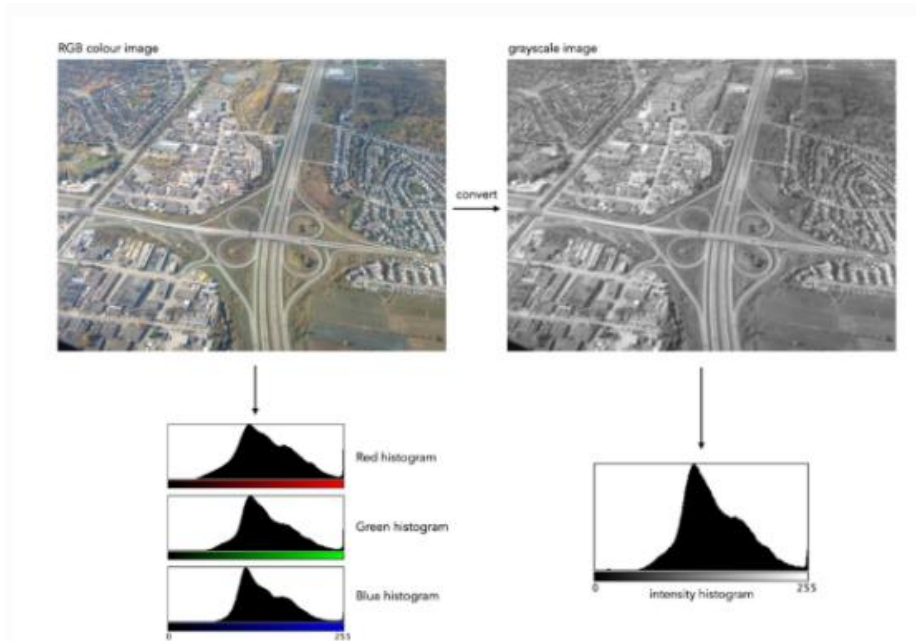 RGB colour image
grayscale image
convert
Red histogram
Green histogram
Blue histogram
0
255
0
255
intensity histogram